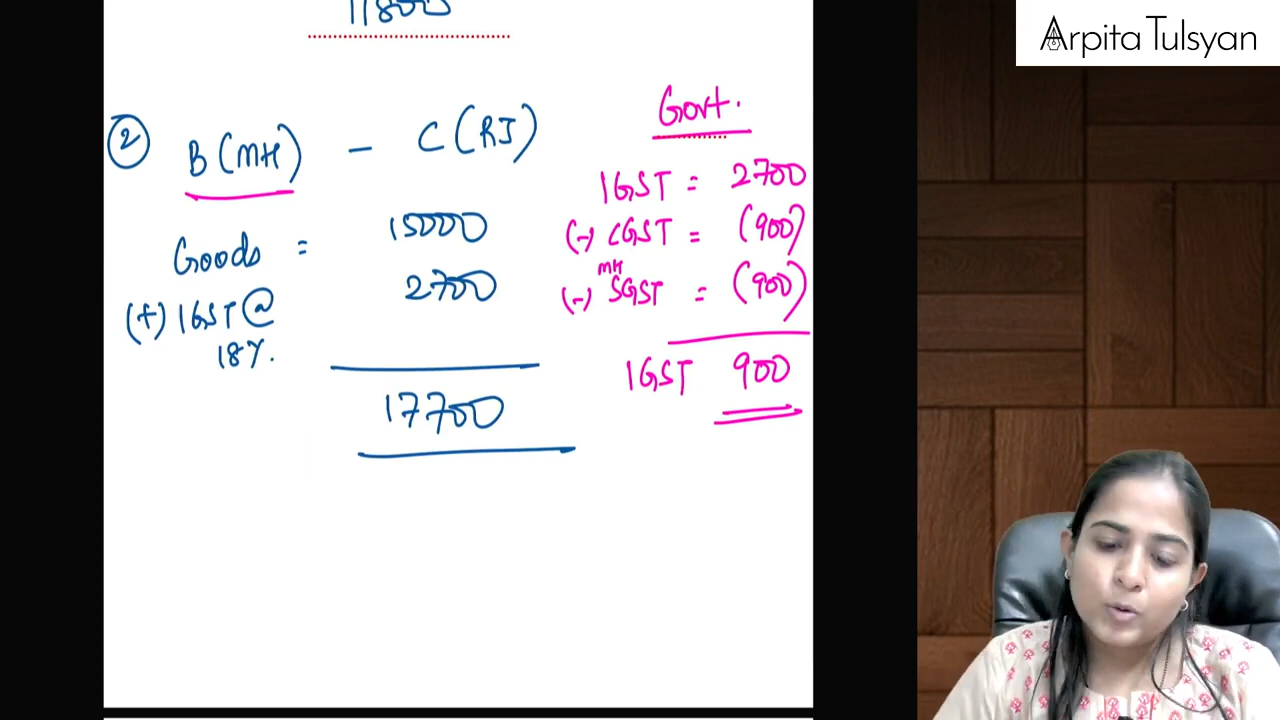 11800
Arpita Tulsyan
② B (MH) - C (RJ)
Goods = 15000
(+) IGST @ 2700
18%.
17700
Govt.
IGST = 2700
(-) CGST = (900)
MH
(-) SGST = (900)
IGST 900